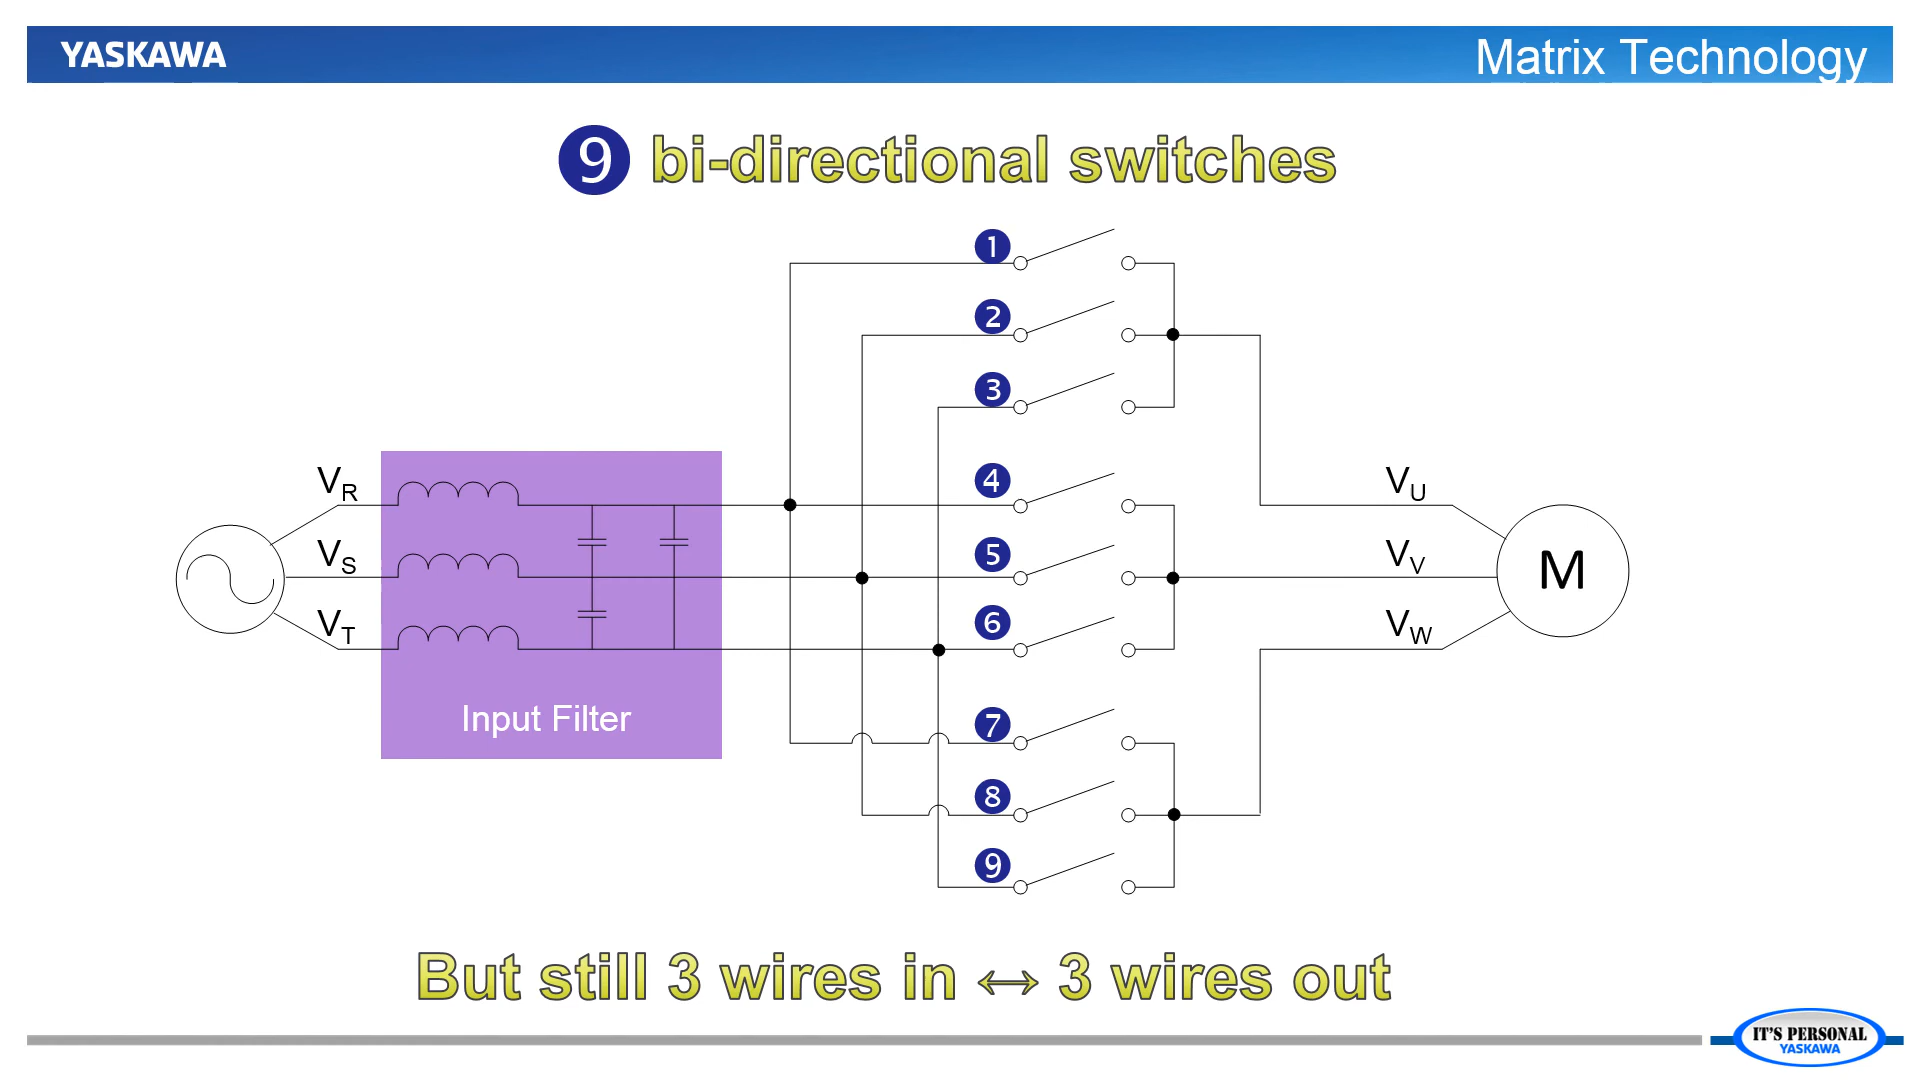 YASKAWA
Matrix Technology
9 bi-directional switches
1
2
3
4
5
6
7
8
9
VR
VS
VT
Input Filter
VU
VV
VW
M
But still 3 wires in ↔ 3 wires out
IT'S PERSONAL
YASKAWA